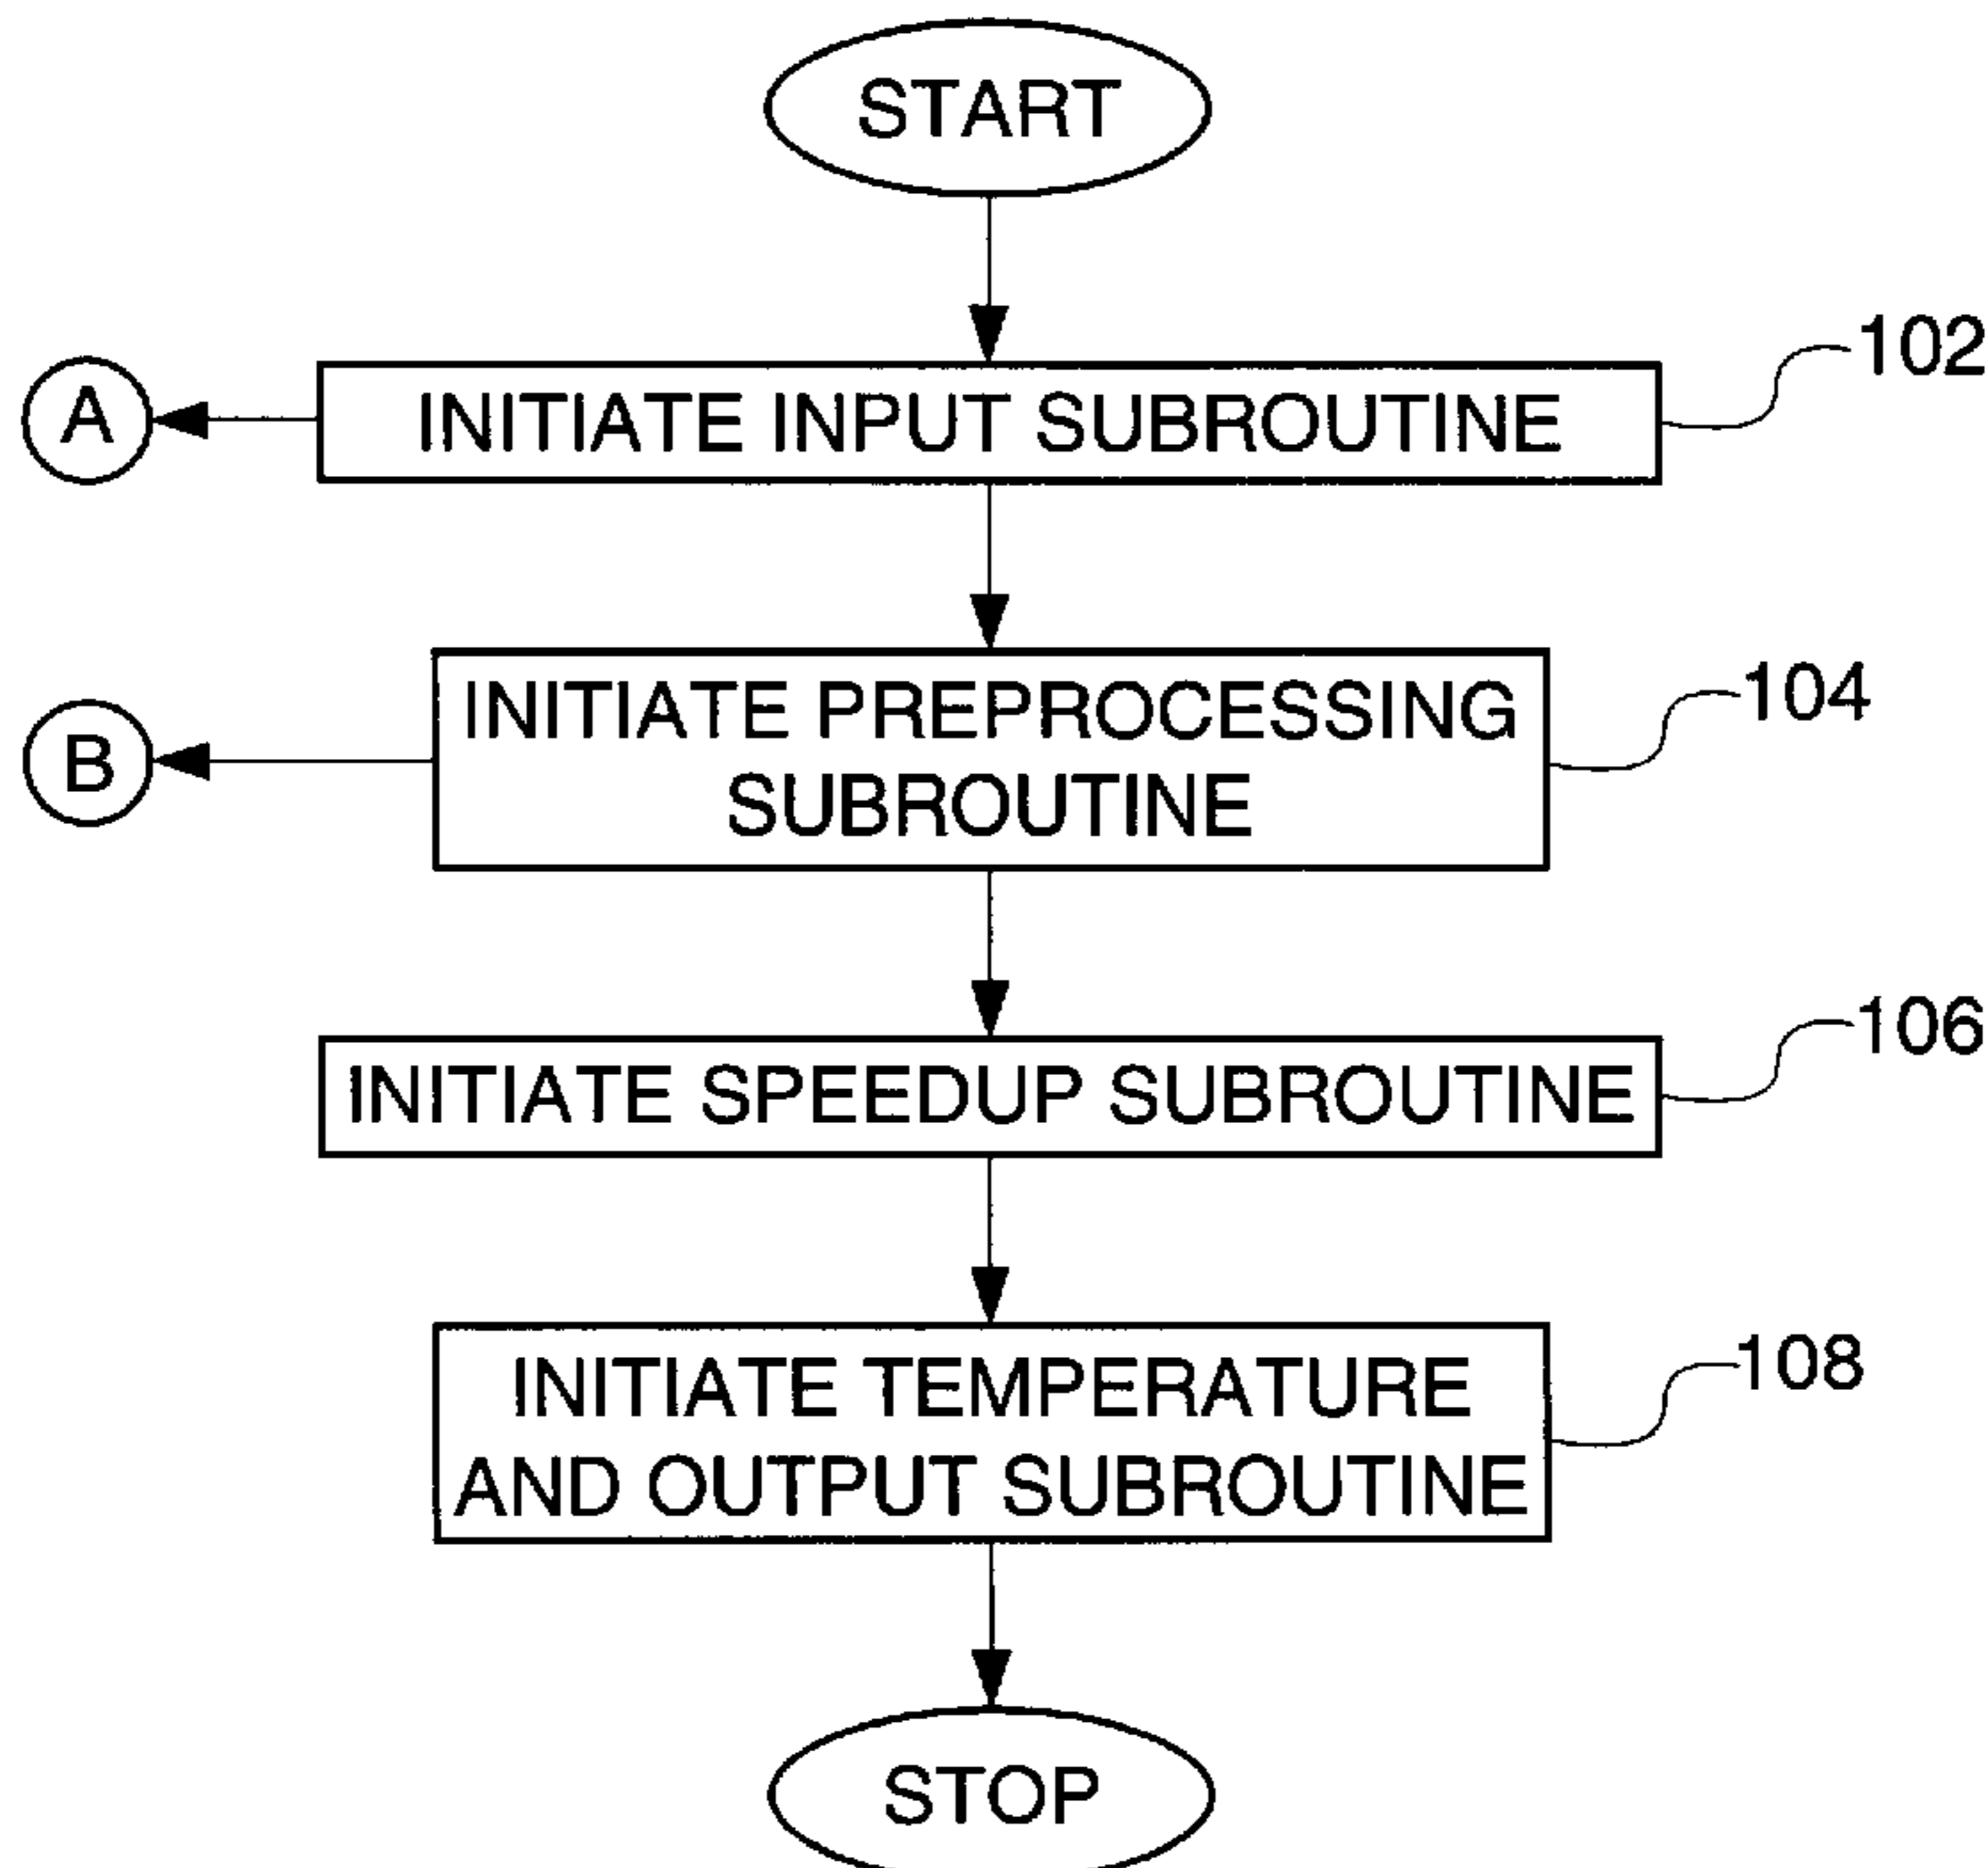 START
102
A
INITIATE INPUT SUBROUTINE
104
INITIATE PREPROCESSING
B
SUBROUTINE
106
INITIATE SPEEDUP SUBROUTINE
108
INITIATE TEMPERATURE
AND OUTPUT SUBROUTINE
STOP